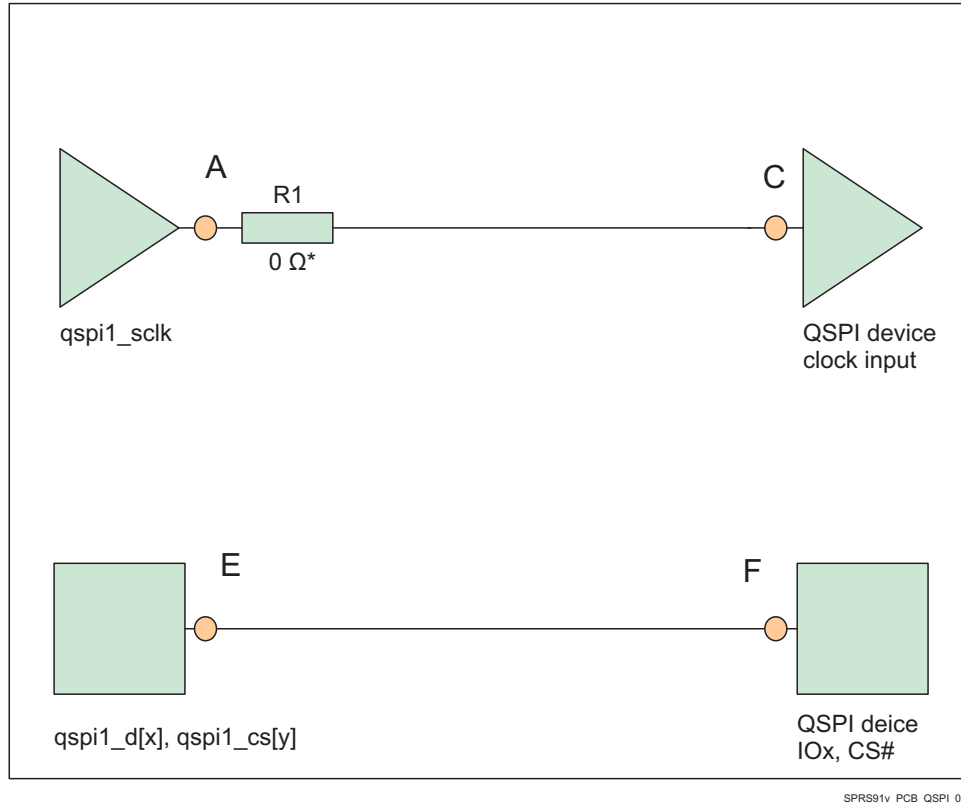 A
R1
C
0 Ω*
qspi1_sclk
QSPI device
clock input
E
F
qspi1_d[x], qspi1_cs[y]
QSPI deice
IOx, CS#
SPRS91v_PCB_QSPI_0